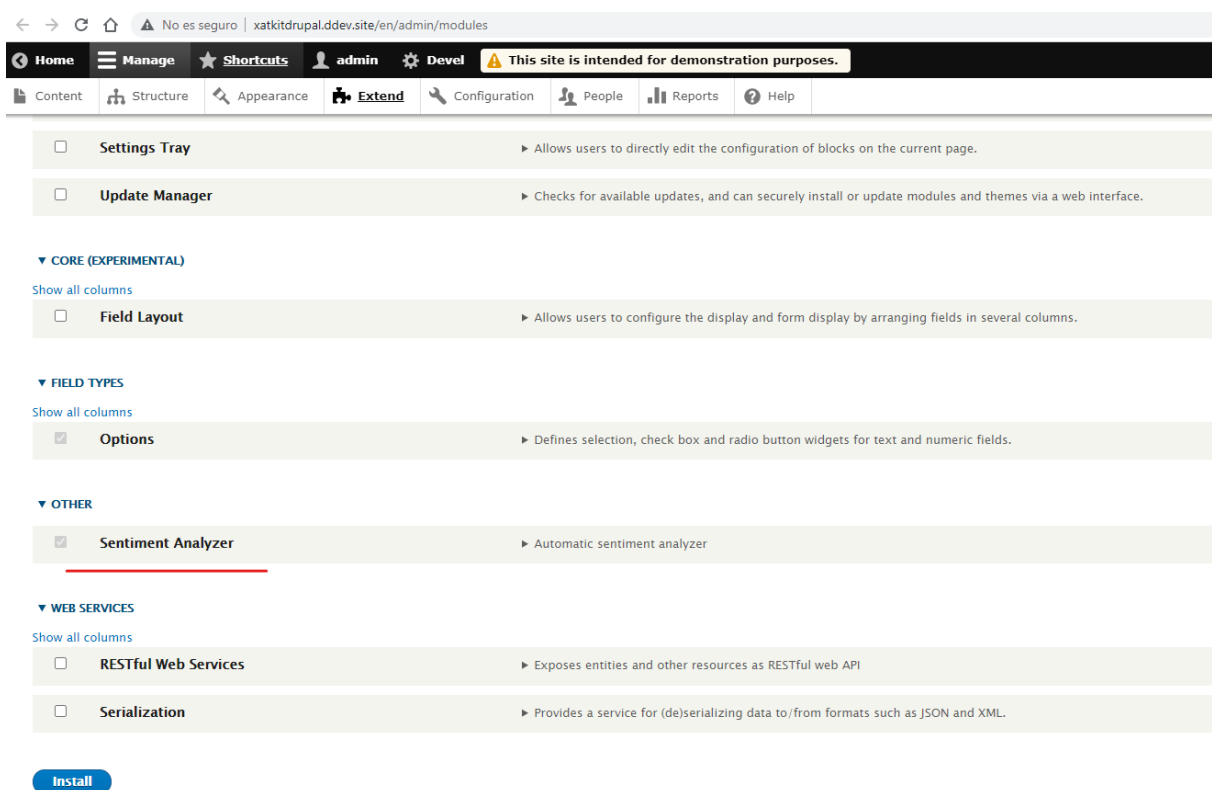 No es seguro | xatkitdrupal.ddev.site/en/admin/modules
Home Manage Shortcuts admin Devel This site is intended for demonstration purposes.
Content Structure Appearance Extend Configuration People Reports Help
Settings Tray Allows users to directly edit the configuration of blocks on the current page.
Update Manager Checks for available updates, and can securely install or update modules and themes via a web interface.
CORE (EXPERIMENTAL)
Show all columns
Field Layout Allows users to configure the display and form display by arranging fields in several columns.
FIELD TYPES
Show all columns
Options Defines selection, check box and radio button widgets for text and numeric fields.
OTHER
Sentiment Analyzer Automatic sentiment analyzer
WEB SERVICES
Show all columns
RESTful Web Services Exposes entities and other resources as RESTful web API
Serialization Provides a service for (de)serializing data to/from formats such as JSON and XML.
Install